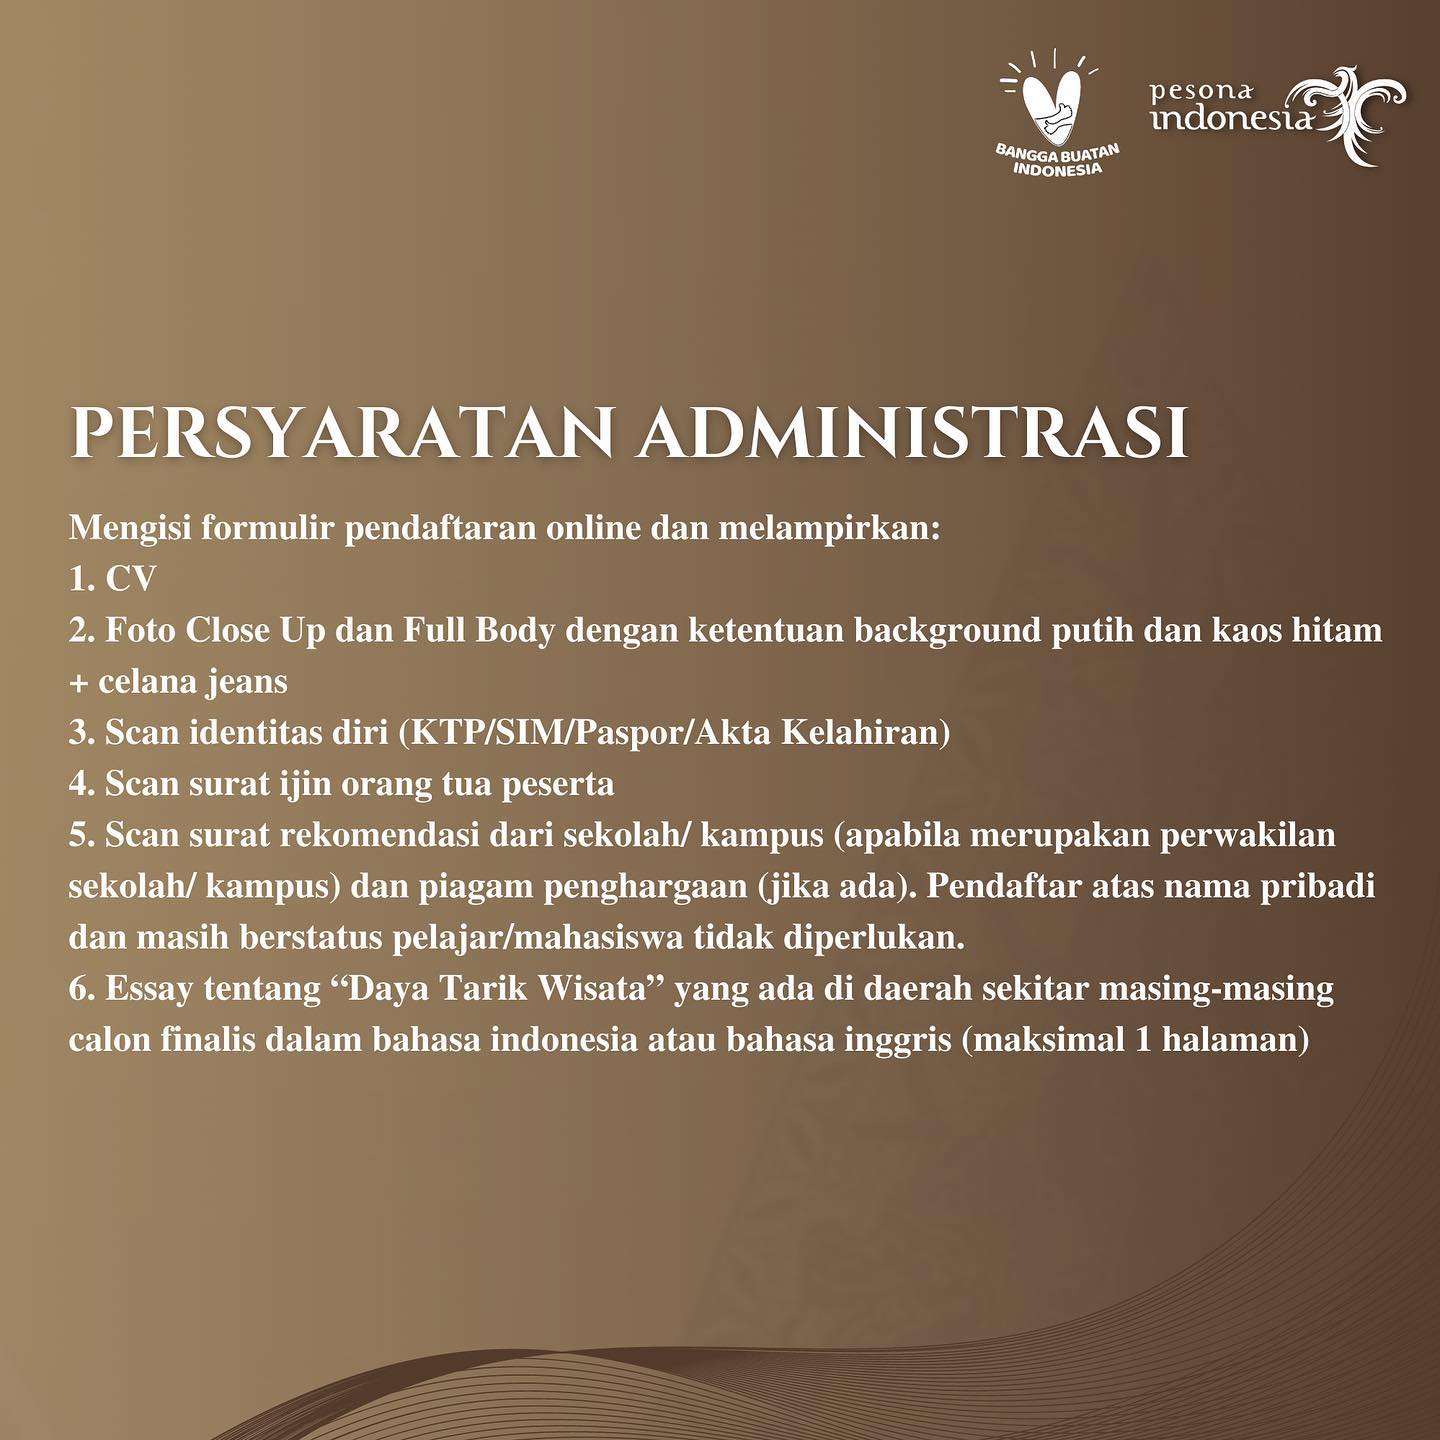 BANGGA BUATAN
INDONESIA
pesona
indonesia
PERSYARATAN ADMINISTRASI
Mengisi formulir pendaftaran online dan melampirkan:
1. CV
2. Foto Close Up dan Full Body dengan ketentuan background putih dan kaos hitam
+ celana jeans
3. Scan identitas diri (KTP/SIM/Paspor/Akta Kelahiran)
4. Scan surat ijin orang tua peserta
5. Scan surat rekomendasi dari sekolah/ kampus (apabila merupakan perwakilan
sekolah/ kampus) dan piagam penghargaan (jika ada). Pendaftar atas nama pribadi
dan masih berstatus pelajar/mahasiswa tidak diperlukan.
6. Essay tentang “Daya Tarik Wisata” yang ada di daerah sekitar masing-masing
calon finalis dalam bahasa indonesia atau bahasa inggris (maksimal 1 halaman)